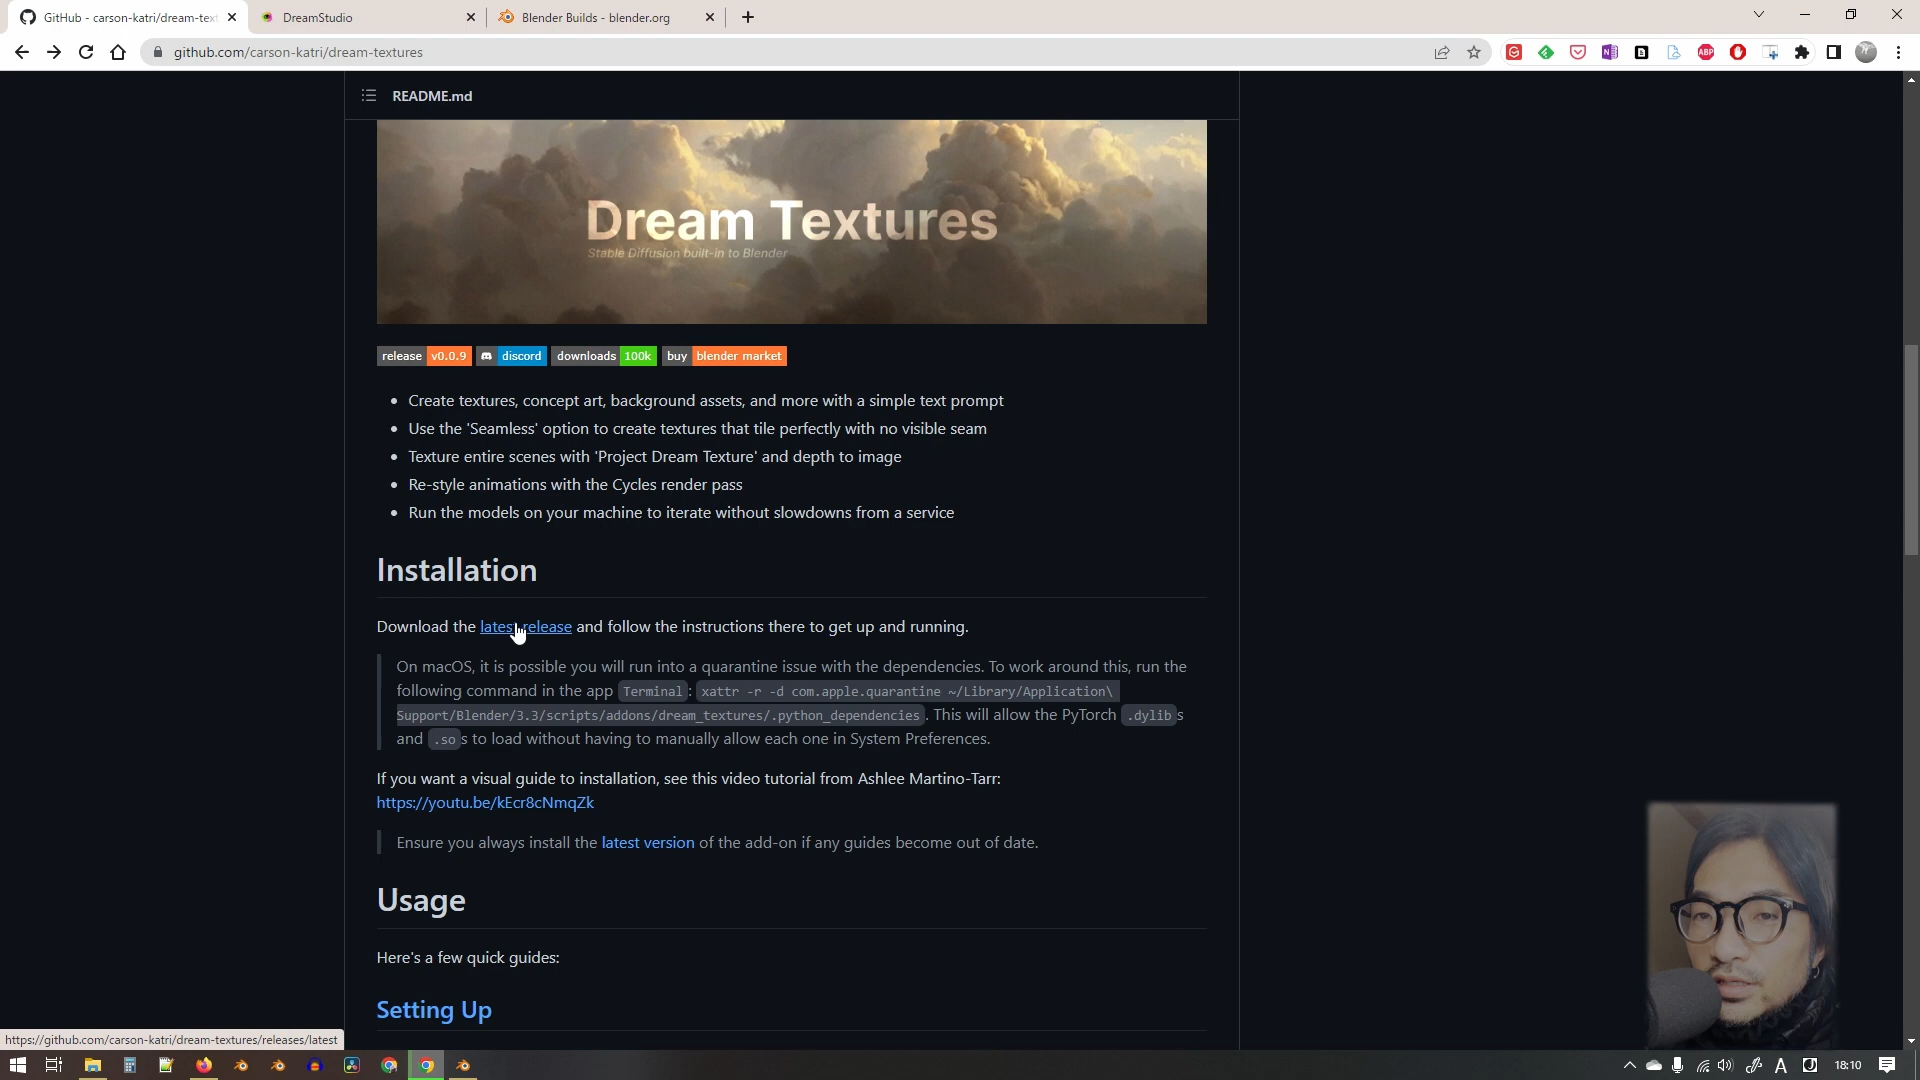 GitHub - carson-katri/dream-text
DreamStudio
Blender Builds - blender.org
github.com/carson-katri/dream-textures
README.md
Dream Textures
Stable Diffusion built-in to Blender
release v0.0.9 discord downloads 100k buy blender market
Create textures, concept art, background assets, and more with a simple text prompt
Use the 'Seamless' option to create textures that tile perfectly with no visible seam
Texture entire scenes with 'Project Dream Texture' and depth to image
Re-style animations with the Cycles render pass
Run the models on your machine to iterate without slowdowns from a service
Installation
Download the latest release and follow the instructions there to get up and running.
On macOS, it is possible you will run into a quarantine issue with the dependencies. To work around this, run the
following command in the app Terminal : xattr -r -d com.apple.quarantine ~/Library/Application\
Support/Blender/3.3/scripts/addons/dream_textures/.python_dependencies . This will allow the PyTorch .dylib s
and .so s to load without having to manually allow each one in System Preferences.
If you want a visual guide to installation, see this video tutorial from Ashlee Martino-Tarr:
https://youtu.be/kEcr8cNmqZk
Ensure you always install the latest version of the add-on if any guides become out of date.
Usage
Here's a few quick guides:
Setting Up
https://github.com/carson-katri/dream-textures/releases/latest
A
18:10